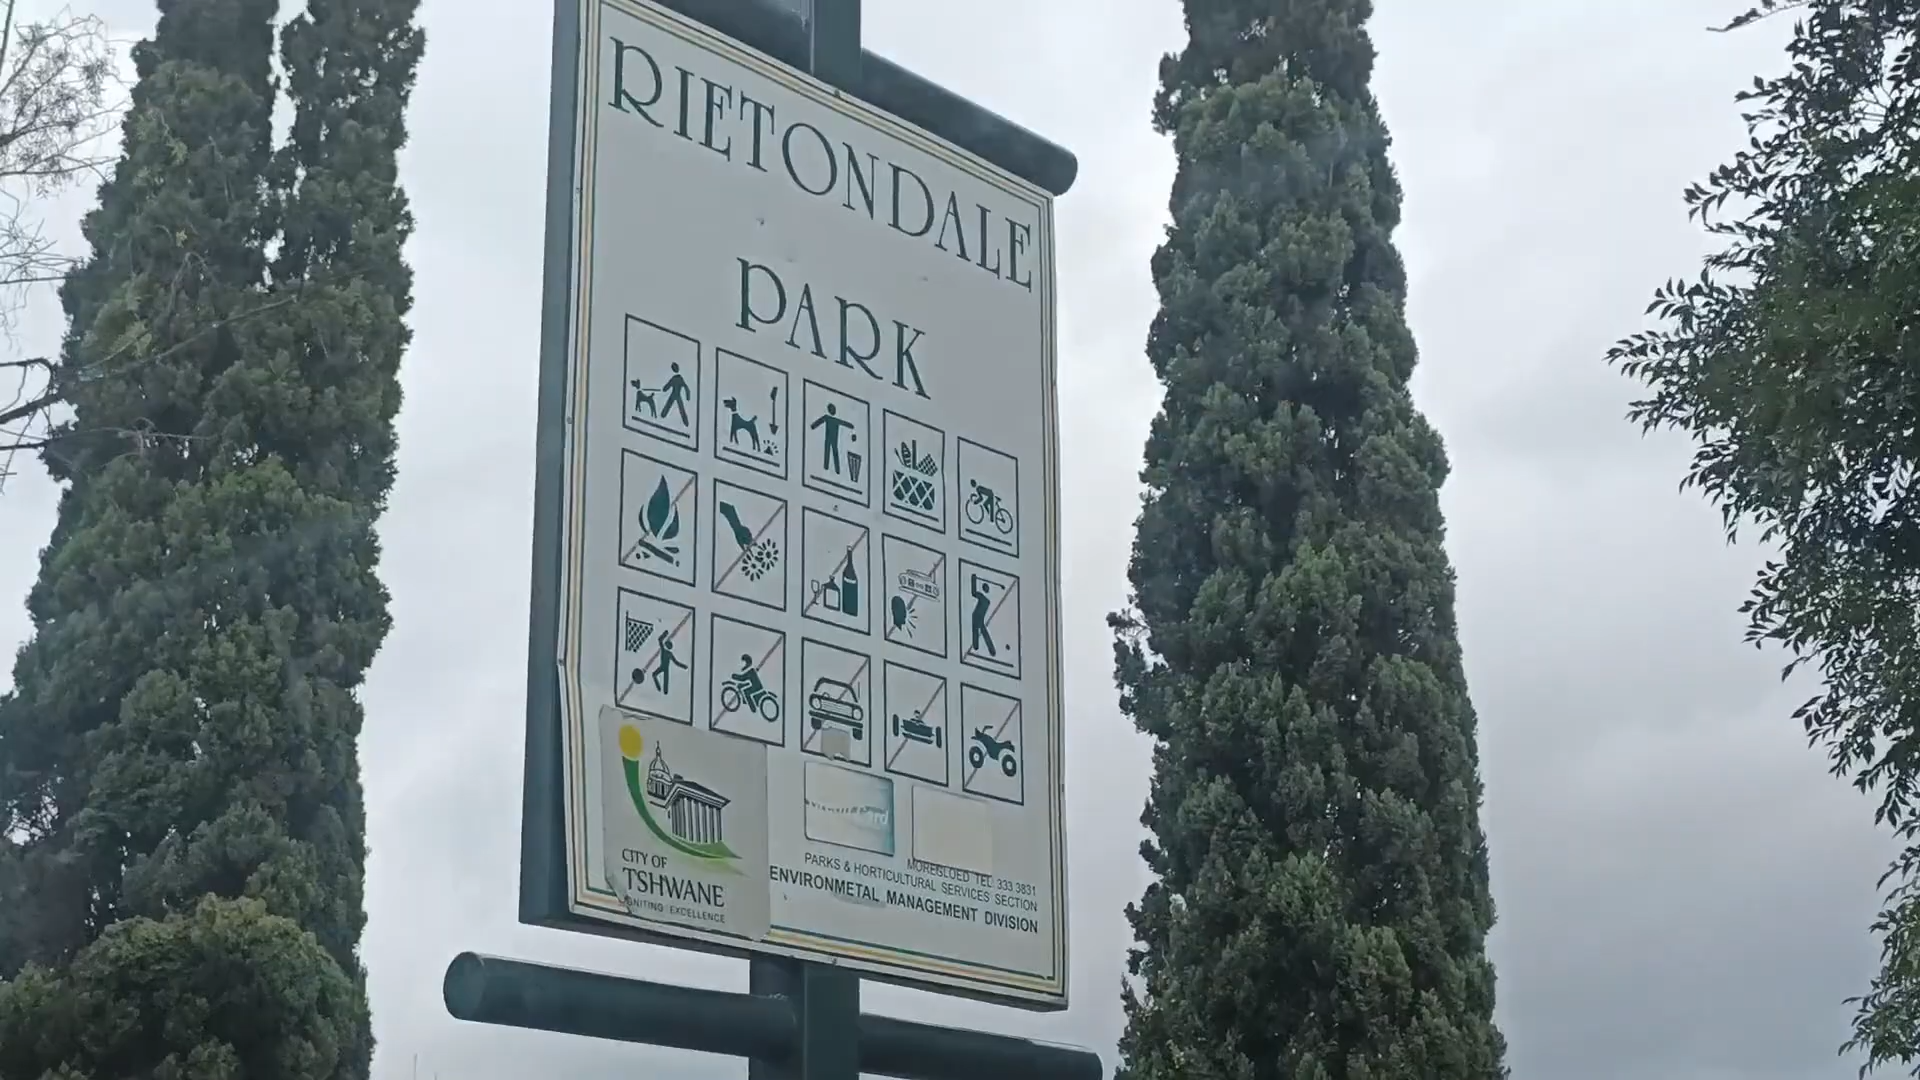 RIETONDALE
PARK
CITY OF
TSHWANE
IGNITING EXCELLENCE
MOREGLOED TEL 333 3831
PARKS & HORTICULTURAL SERVICES SECTION
ENVIRONMETAL MANAGEMENT DIVISION